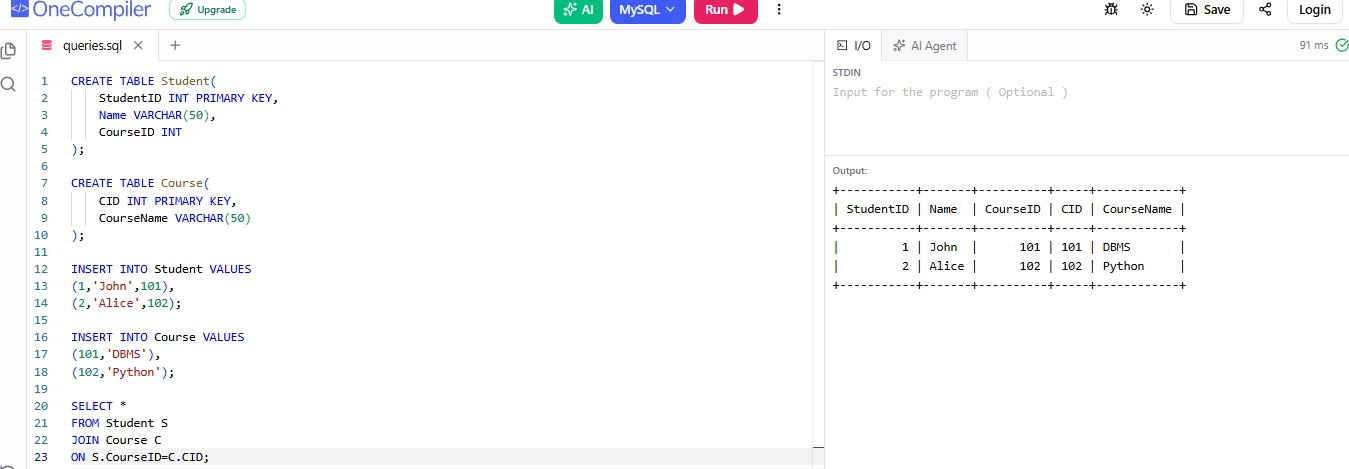 </> OneCompiler Upgrade AI MySQL Run Save Login
queries.sql × +
1 CREATE TABLE Student(
2     StudentID INT PRIMARY KEY,
3     Name VARCHAR(50),
4     CourseID INT
5 );
6
7 CREATE TABLE Course(
8     CID INT PRIMARY KEY,
9     CourseName VARCHAR(50)
10 );
11
12 INSERT INTO Student VALUES
13 (1,'John',101),
14 (2,'Alice',102);
15
16 INSERT INTO Course VALUES
17 (101,'DBMS'),
18 (102,'Python');
19
20 SELECT *
21 FROM Student S
22 JOIN Course C
23 ON S.CourseID=C.CID;
I/O AI Agent 91 ms
STDIN
Input for the program ( Optional )
Output:
+-----------+-------+----------+-----+------------+
| StudentID | Name  | CourseID | CID | CourseName |
+-----------+-------+----------+-----+------------+
|         1 | John  |      101 | 101 | DBMS       |
|         2 | Alice |      102 | 102 | Python     |
+-----------+-------+----------+-----+------------+